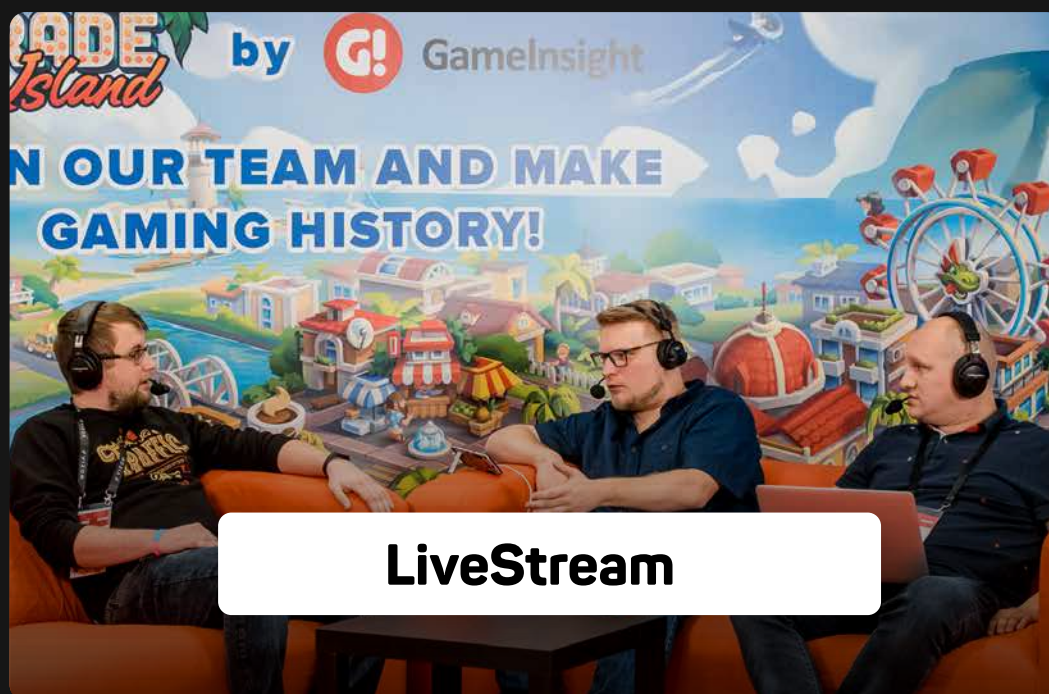 RADE
Island
by G! GameInsight
N OUR TEAM AND MAKE
GAMING HISTORY!
LiveStream